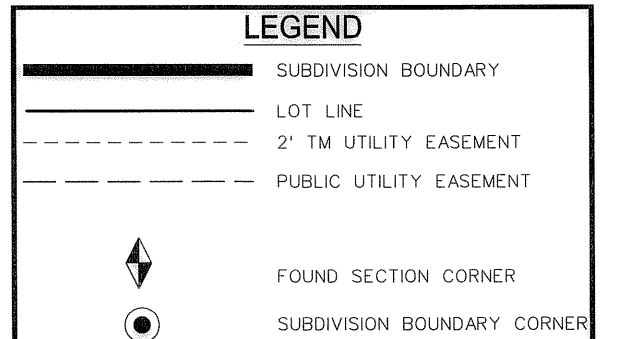 LEGEND
SUBDIVISION BOUNDARY
LOT LINE
2' TM UTILITY EASEMENT
PUBLIC UTILITY EASEMENT
FOUND SECTION CORNER
SUBDIVISION BOUNDARY CORNER